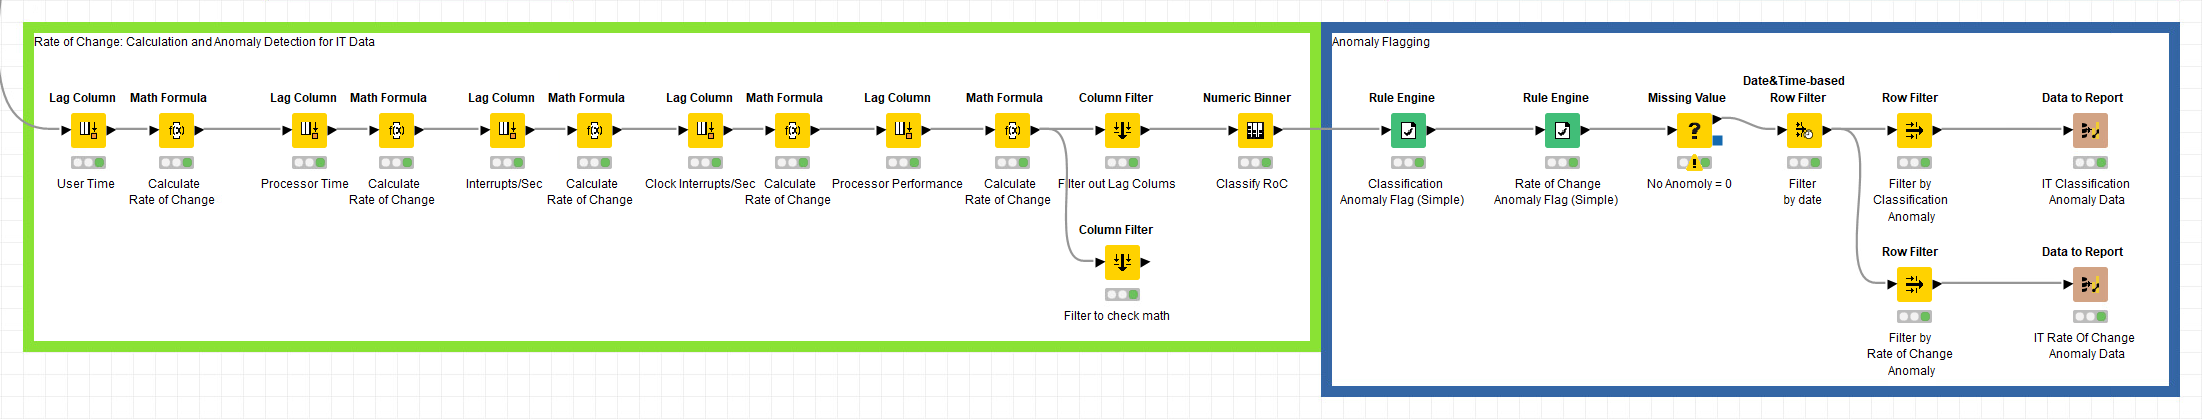 Rate of Change: Calculation and Anomaly Detection for IT Data
Lag Column
User Time
Math Formula
Calculate
Rate of Change
Lag Column
Processor Time
Math Formula
Calculate
Rate of Change
Lag Column
Interrupts/Sec
Math Formula
Calculate
Rate of Change
Lag Column
Clock Interrupts/Sec
Math Formula
Calculate
Rate of Change
Lag Column
Processor Performance
Math Formula
Calculate
Rate of Change
Column Filter
Filter out Lag Colums
Column Filter
Filter to check math
Numeric Binner
Classify RoC
Anomaly Flagging
Rule Engine
Classification
Anomaly Flag (Simple)
Rule Engine
Rate of Change
Anomaly Flag (Simple)
Missing Value
?
No Anomoly = 0
Date&Time-based
Row Filter
Filter
by date
Row Filter
Filter by
Classification
Anomaly
Data to Report
IT Classification
Anomaly Data
Row Filter
Filter by
Rate of Change
Anomaly
Data to Report
IT Rate Of Change
Anomaly Data